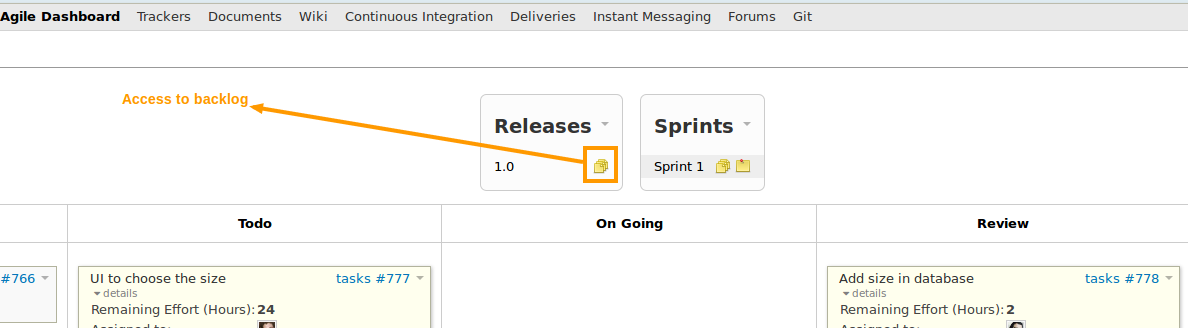 Agile Dashboard Trackers Documents Wiki Continuous Integration Deliveries Instant Messaging Forums Git
Access to backlog
Releases Sprints
1.0 Sprint 1
Todo On Going Review
#766 UI to choose the size tasks #777 Add size in database tasks #778
details details
Remaining Effort (Hours): 24 Remaining Effort (Hours): 2
Assigned to: Assigned to: